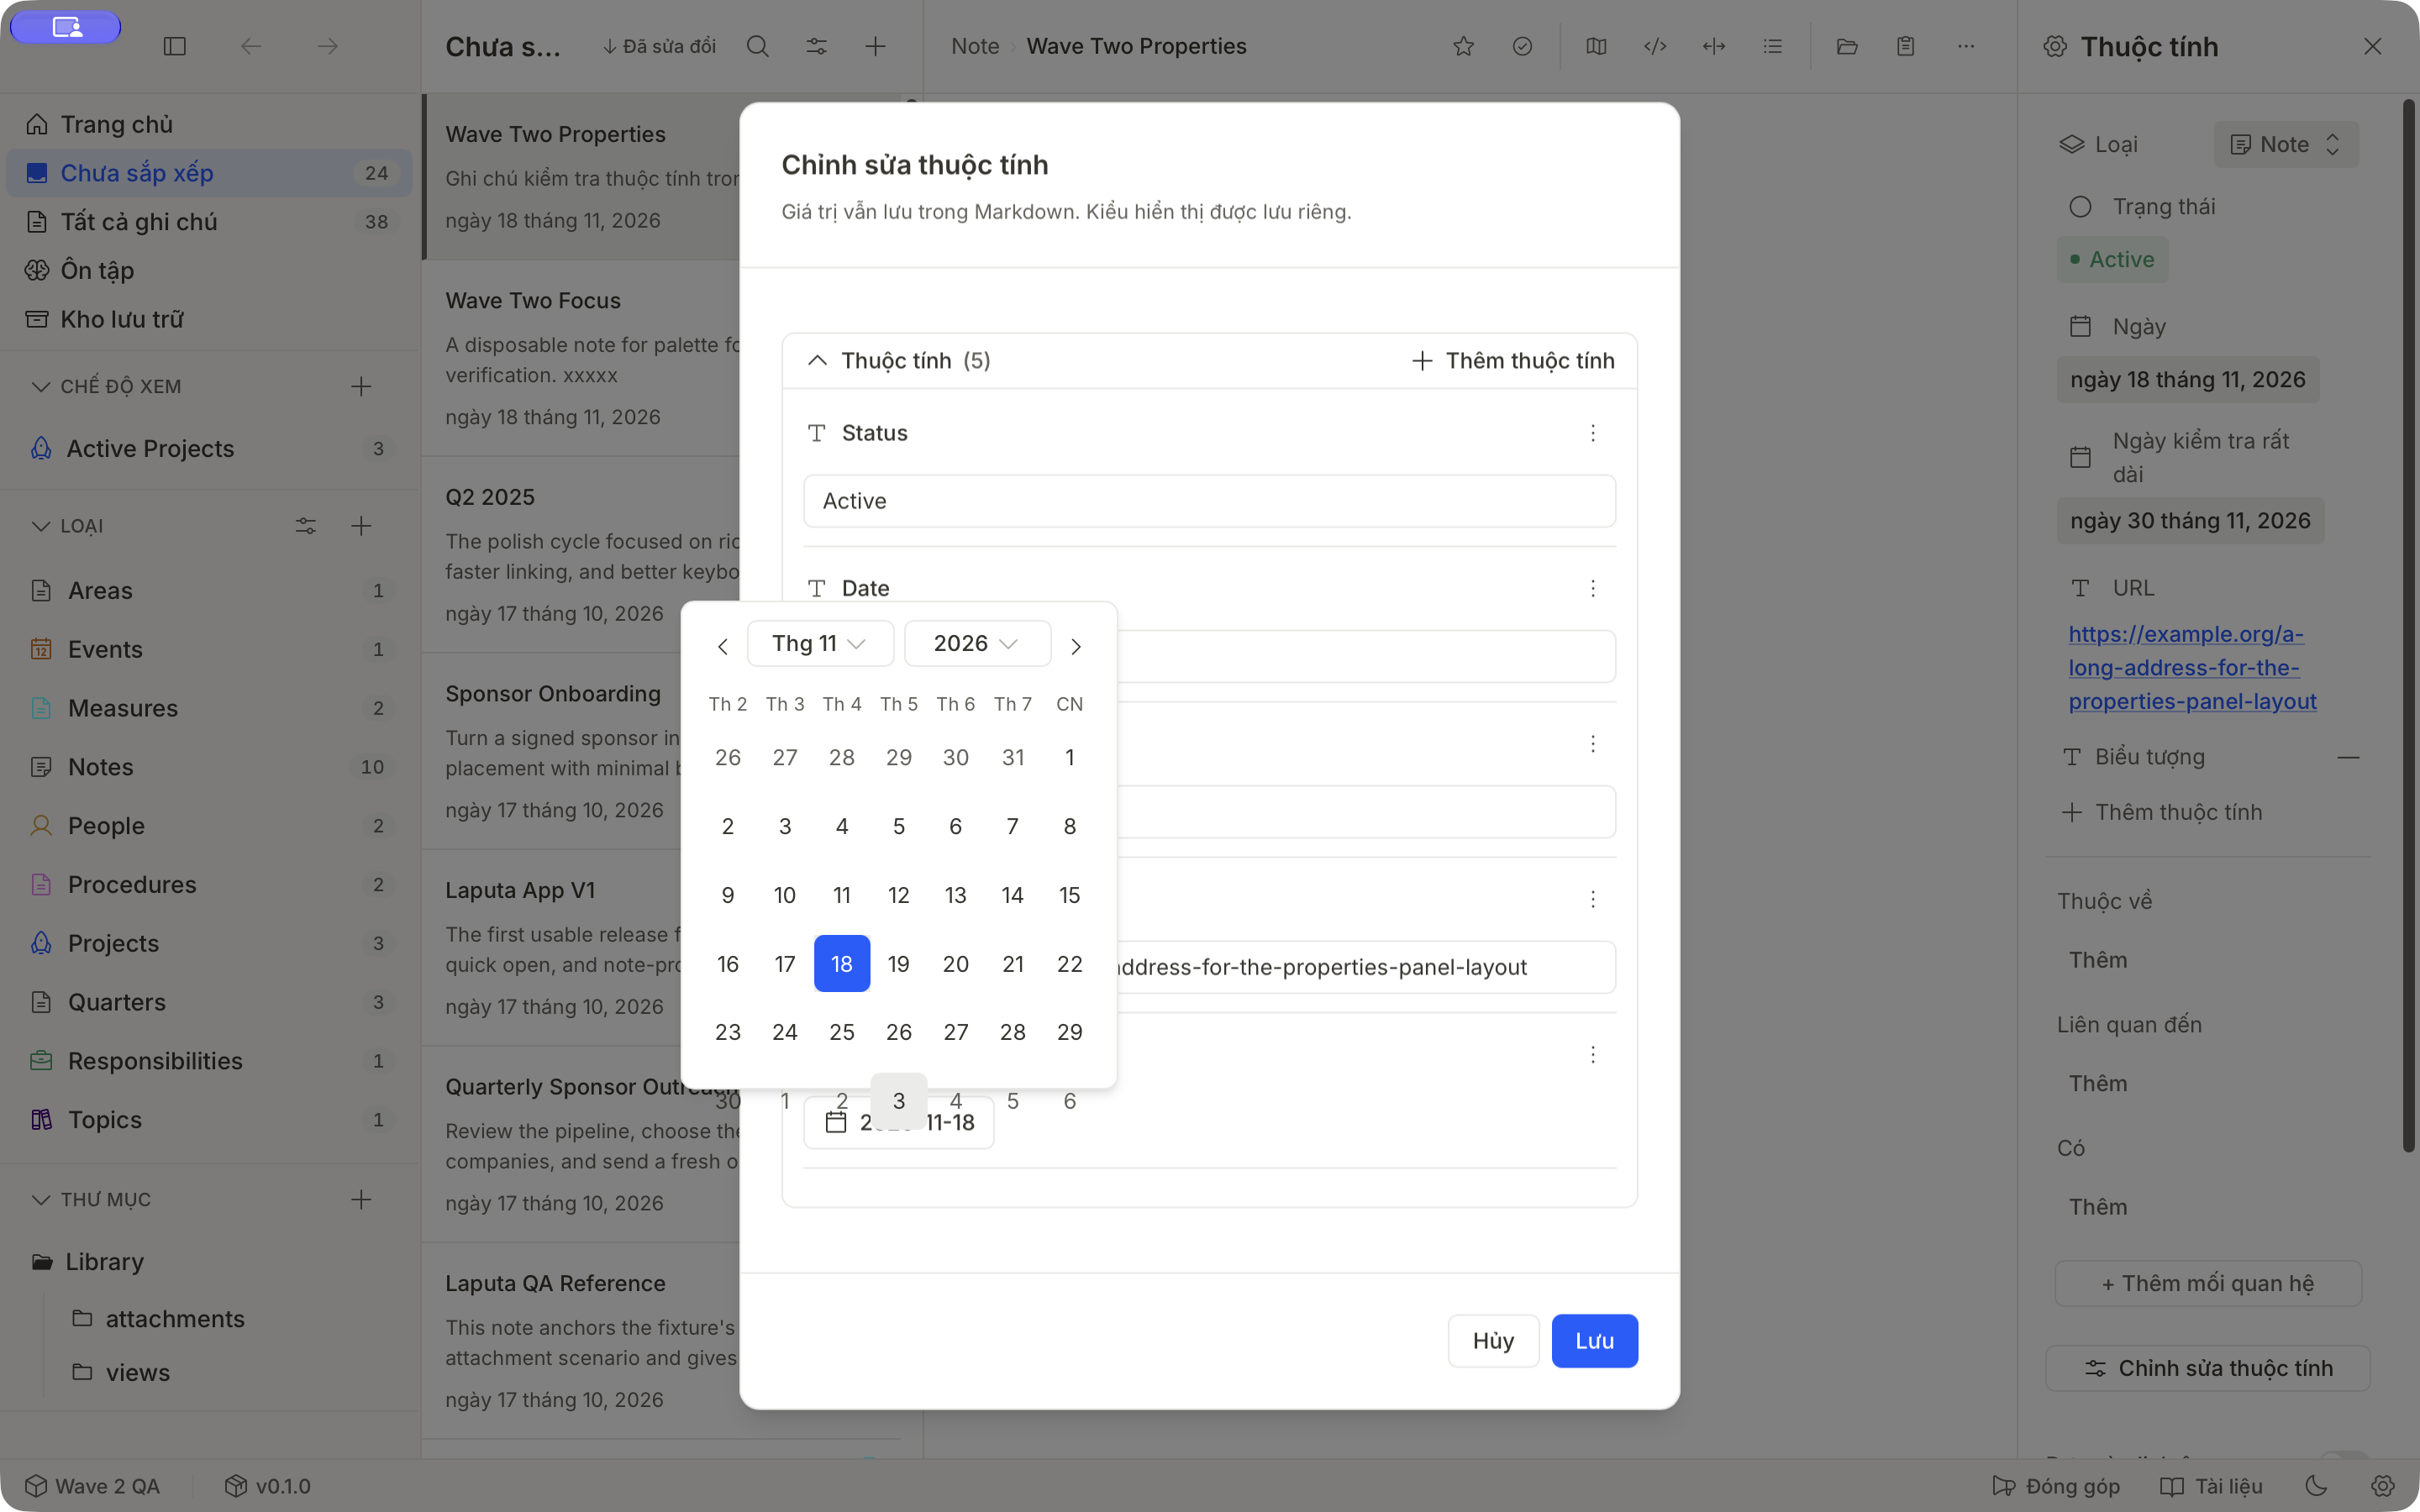 Chưa s...
Đã sửa đổi
Note › Wave Two Properties
Thuộc tính
Trang chủ
Chưa sắp xếp 24
Tất cả ghi chú 38
Ôn tập
Kho lưu trữ
CHẾ ĐỘ XEM
Active Projects 3
LOẠI
Areas 1
Events 1
Measures 2
Notes 10
People 2
Procedures 2
Projects 3
Quarters 3
Responsibilities 1
Topics 1
THƯ MỤC
Library
attachments
views
Wave Two Properties
Ghi chú kiểm tra thuộc tính
ngày 18 tháng 11, 2026
Wave Two Focus
A disposable note for palette
verification. xxxxx
ngày 18 tháng 11, 2026
Q2 2025
The polish cycle focused on
faster linking, and better
ngày 17 tháng 10, 2026
Sponsor Onboarding
Turn a signed sponsor
placement with minimal
ngày 17 tháng 10, 2026
Laputa App V1
The first usable release
quick open, and
ngày 17 tháng 10, 2026
Quarterly Sponsor
Review the pipeline, choose
companies, and send a fresh
ngày 17 tháng 10, 2026
Laputa QA Reference
This note anchors the fixture's
attachment scenario and gives
ngày 17 tháng 10, 2026
Chỉnh sửa thuộc tính
Giá trị vẫn lưu trong Markdown. Kiểu hiển thị được lưu riêng.
Thuộc tính (5)
Thêm thuộc tính
Status
Active
Date
Thg 11 2026
Th 2 Th 3 Th 4 Th 5 Th 6 Th 7 CN
26 27 28 29 30 31 1
2 3 4 5 6 7 8
9 10 11 12 13 14 15
16 17 18 19 20 21 22
23 24 25 26 27 28 29
30 1 2 3 4 5 6
address-for-the-properties-panel-layout
11-18
Hủy
Lưu
Loại
Note
Trạng thái
Active
Ngày
ngày 18 tháng 11, 2026
Ngày kiểm tra rất
dài
ngày 30 tháng 11, 2026
URL
https://example.org/a-
long-address-for-the-
properties-panel-layout
Biểu tượng —
Thêm thuộc tính
Thuộc về
Thêm
Liên quan đến
Thêm
Có
Thêm
+ Thêm mối quan hệ
Chỉnh sửa thuộc tính
Wave 2 QA
v0.1.0
Đóng góp
Tài liệu